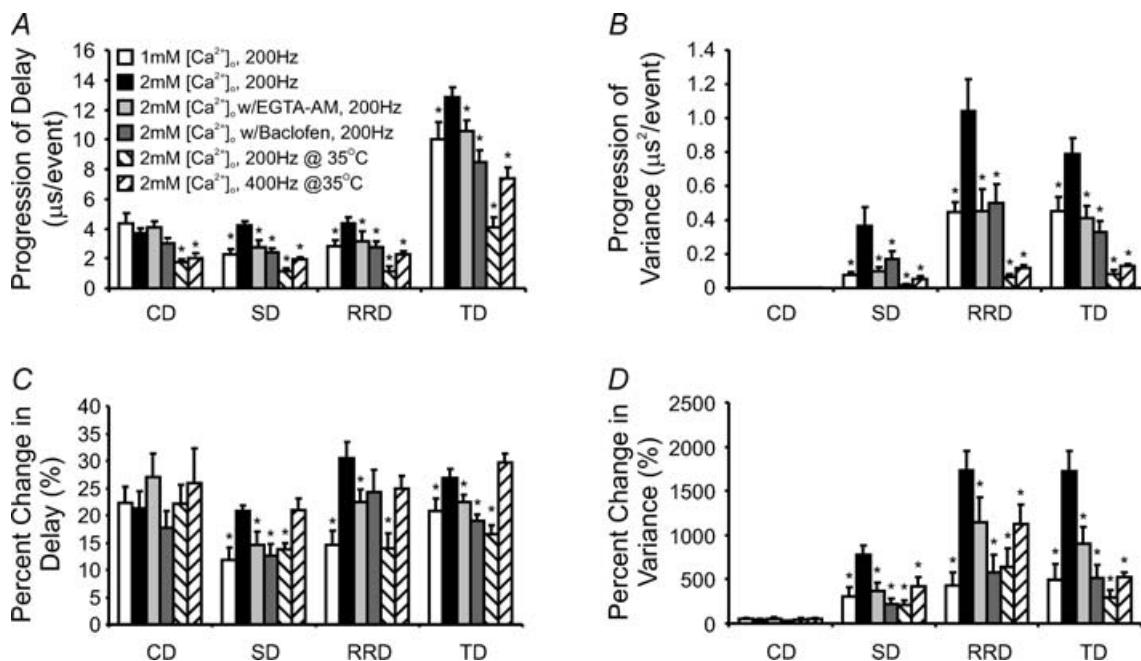 A
Progression of Delay
(µs/event)
16
14
12
10
8
6
4
2
0
1mM [Ca²⁺]ₒ, 200Hz
2mM [Ca²⁺]ₒ, 200Hz
2mM [Ca²⁺]ₒ w/EGTA-AM, 200Hz
2mM [Ca²⁺]ₒ w/Baclofen, 200Hz
2mM [Ca²⁺]ₒ, 200Hz @ 35°C
2mM [Ca²⁺]ₒ, 400Hz @35°C
* * * * * * * * * * * * * * * * * * *
CD SD RRD TD
B
Progression of
Variance (µs²/event)
1.4
1.2
1
0.8
0.6
0.4
0.2
0
* * * * * * * * * * * * * * *
CD SD RRD TD
C
Percent Change in
Delay (%)
40
35
30
25
20
15
10
5
0
* * * * * * * * * * *
CD SD RRD TD
D
Percent Change in
Variance (%)
2500
2000
1500
1000
500
0
* * * * * * * * * * * * * * *
CD SD RRD TD